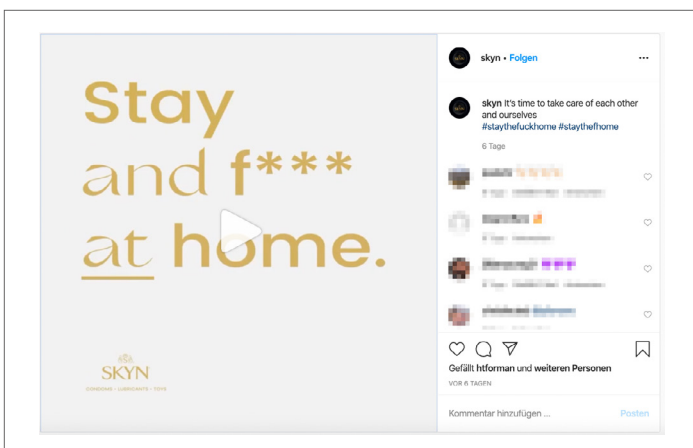 Stay
and f***
at home.
SKYN
CONDOMS • LUBRICANTS • TOYS
skyn • Folgen
skyn It's time to take care of each other
and ourselves
#staythefuckhome #staythefhome
6 Tage
Gefällt htforman und weiteren Personen
VOR 6 TAGEN
Kommentar hinzufügen ...
Posten